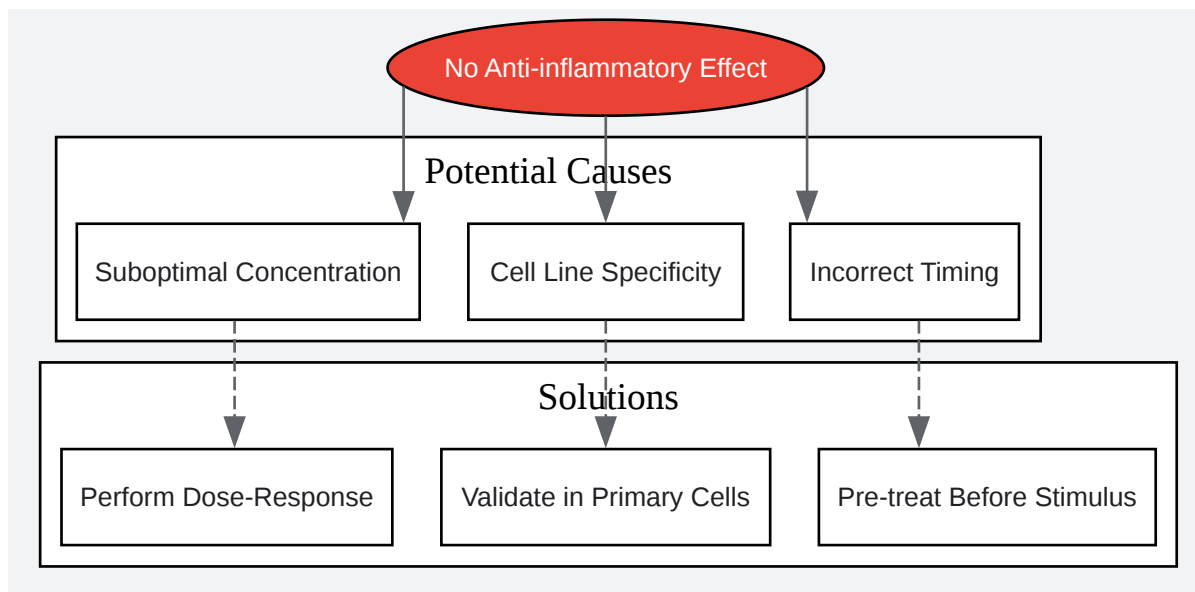 No Anti-inflammatory Effect
Potential Causes
Suboptimal Concentration
Cell Line Specificity
Incorrect Timing
Solutions
Perform Dose-Response
Validate in Primary Cells
Pre-treat Before Stimulus